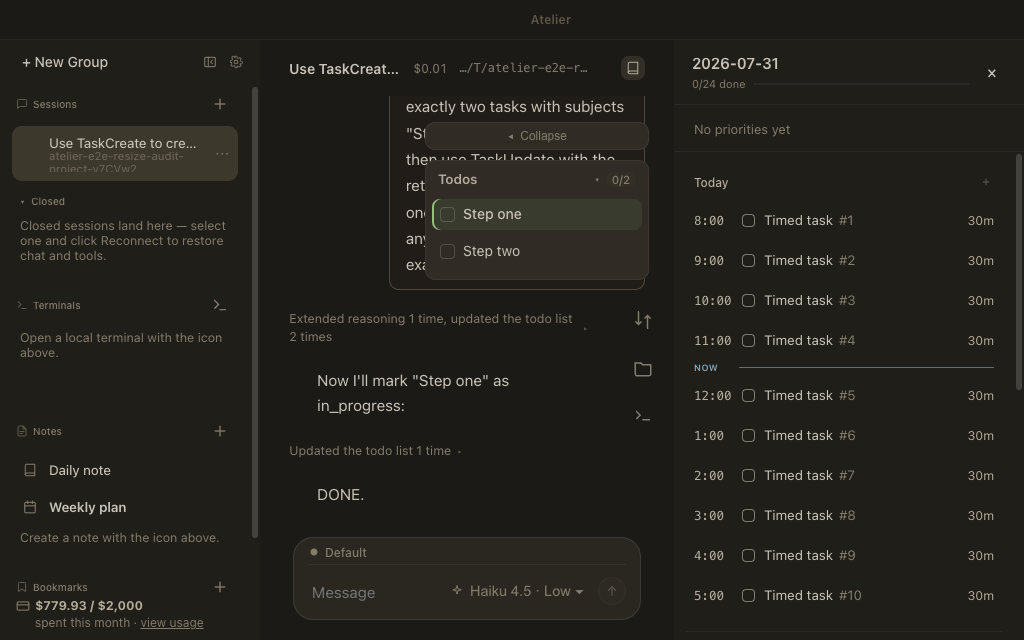 Atelier
+ New Group
Sessions
Use TaskCreate to cre...
atelier-e2e-resize-audit-
project-v7CVw2
Closed
Closed sessions land here — select
one and click Reconnect to restore
chat and tools.
Terminals
Open a local terminal with the icon
above.
Notes
Daily note
Weekly plan
Create a note with the icon above.
Bookmarks
$779.93 / $2,000
spent this month · view usage
Use TaskCreat... $0.01 …/T/atelier-e2e-r…
exactly two tasks with subjects
Collapse
then use TaskUpdate with the
Todos 0/2
Step one
Step two
Extended reasoning 1 time, updated the todo list
2 times
Now I'll mark "Step one" as
in_progress:
Updated the todo list 1 time
DONE.
Default
Message
Haiku 4.5 · Low
2026-07-31
0/24 done
No priorities yet
Today
8:00 Timed task #1 30m
9:00 Timed task #2 30m
10:00 Timed task #3 30m
11:00 Timed task #4 30m
NOW
12:00 Timed task #5 30m
1:00 Timed task #6 30m
2:00 Timed task #7 30m
3:00 Timed task #8 30m
4:00 Timed task #9 30m
5:00 Timed task #10 30m